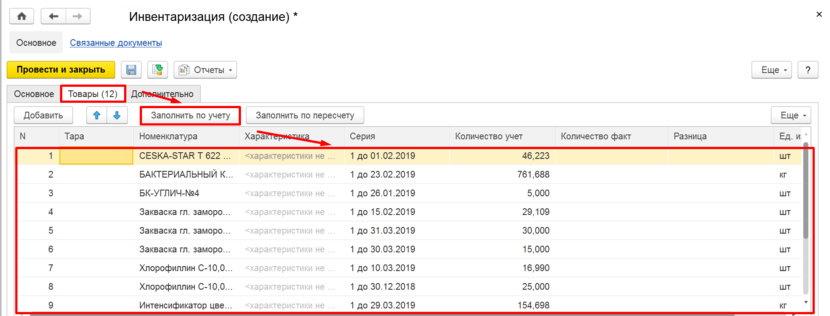 Инвентаризация (создание) *
Основное Связанные документы
Провести и закрыть Отчеты Еще ?
Основное Товары (12) Дополнительно
Добавить Заполнить по учету Заполнить по пересчету Еще
N Тара Номенклатура Характеристика Серия Количество учет Количество факт Разница Ед. и
1 CESKA-STAR T 622 ... <характеристики не ... 1 до 01.02.2019 46,223 шт
2 БАКТЕРИАЛЬНЫЙ К... <характеристики не ... 1 до 23.02.2019 761,688 кг
3 БК-УГЛИЧ-№4 <характеристики не ... 1 до 26.01.2019 5,000 шт
4 Закваска гл. заморо... <характеристики не ... 1 до 15.02.2019 29,109 шт
5 Закваска гл. заморо... <характеристики не ... 1 до 31.03.2019 30,000 шт
6 Закваска гл. заморо... <характеристики не ... 1 до 30.03.2019 15,000 шт
7 Хлорофиллин С-10,0... <характеристики не ... 1 до 10.03.2019 16,990 шт
8 Хлорофиллин С-10,0... <характеристики не ... 1 до 30.12.2018 25,000 шт
9 Интенсификатор цве... <характеристики не ... 1 до 29.03.2019 154,698 кг